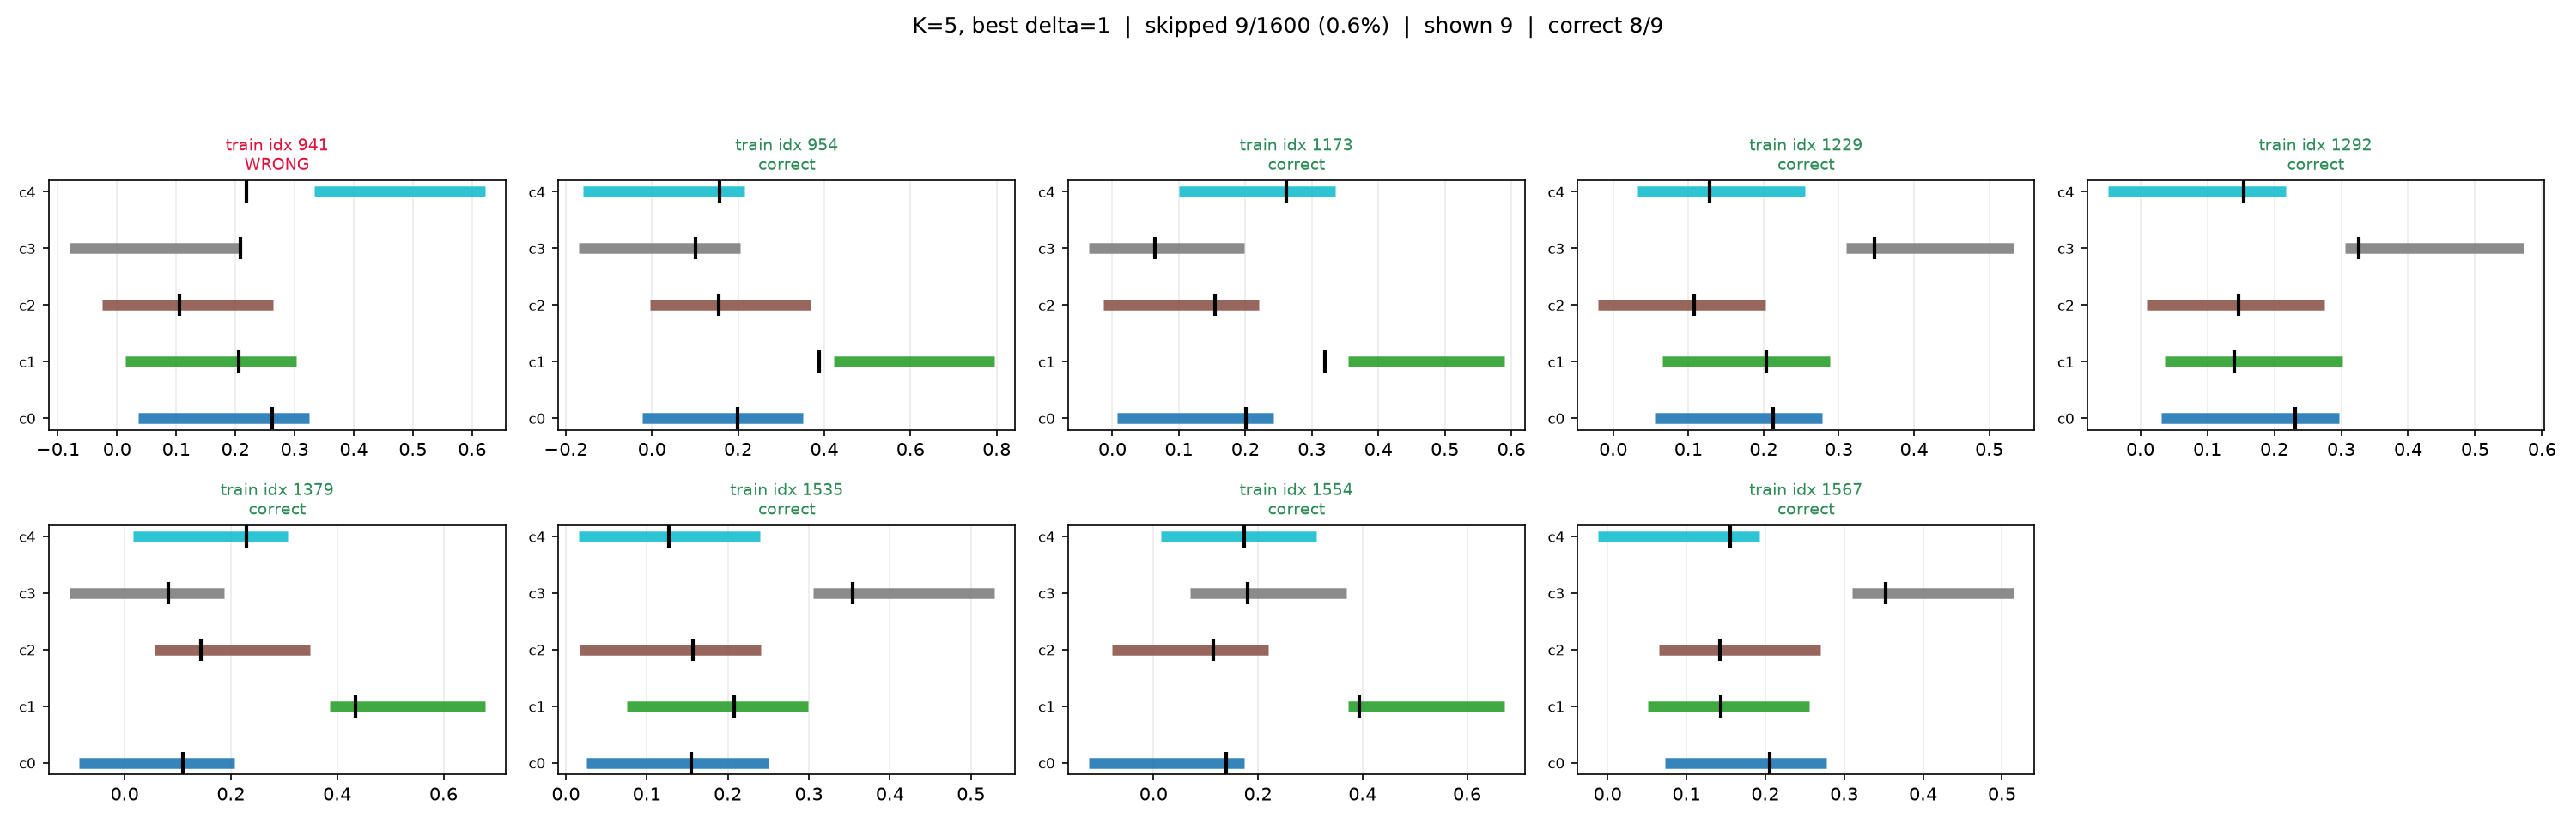 K=5, best delta=1 | skipped 9/1600 (0.6%) | shown 9 | correct 8/9
train idx 941
WRONG
c4
c3
c2
c1
c0
−0.1 0.0 0.1 0.2 0.3 0.4 0.5 0.6
train idx 954
correct
c4
c3
c2
c1
c0
−0.2 0.0 0.2 0.4 0.6 0.8
train idx 1173
correct
c4
c3
c2
c1
c0
0.0 0.1 0.2 0.3 0.4 0.5 0.6
train idx 1229
correct
c4
c3
c2
c1
c0
0.0 0.1 0.2 0.3 0.4 0.5
train idx 1292
correct
c4
c3
c2
c1
c0
0.0 0.1 0.2 0.3 0.4 0.5 0.6
train idx 1379
correct
c4
c3
c2
c1
c0
0.0 0.2 0.4 0.6
train idx 1535
correct
c4
c3
c2
c1
c0
0.0 0.1 0.2 0.3 0.4 0.5
train idx 1554
correct
c4
c3
c2
c1
c0
0.0 0.2 0.4 0.6
train idx 1567
correct
c4
c3
c2
c1
c0
0.0 0.1 0.2 0.3 0.4 0.5